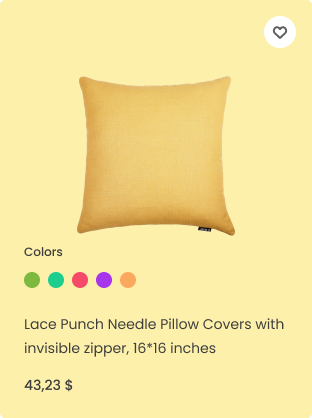 Colors
Lace Punch Needle Pillow Covers with
invisible zipper, 16*16 inches
43,23 $